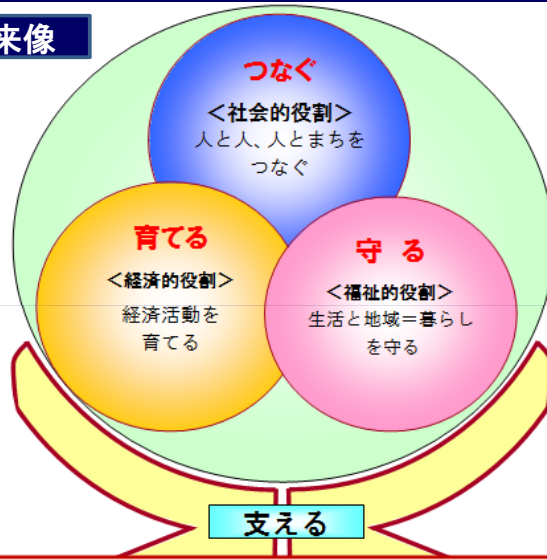 来像
つなぐ
＜社会的役割＞
人と人、人とまちを
つなぐ
育てる
＜経済的役割＞
経済活動を
育てる
守 る
＜福祉的役割＞
生活と地域＝暮らし
を守る
支える